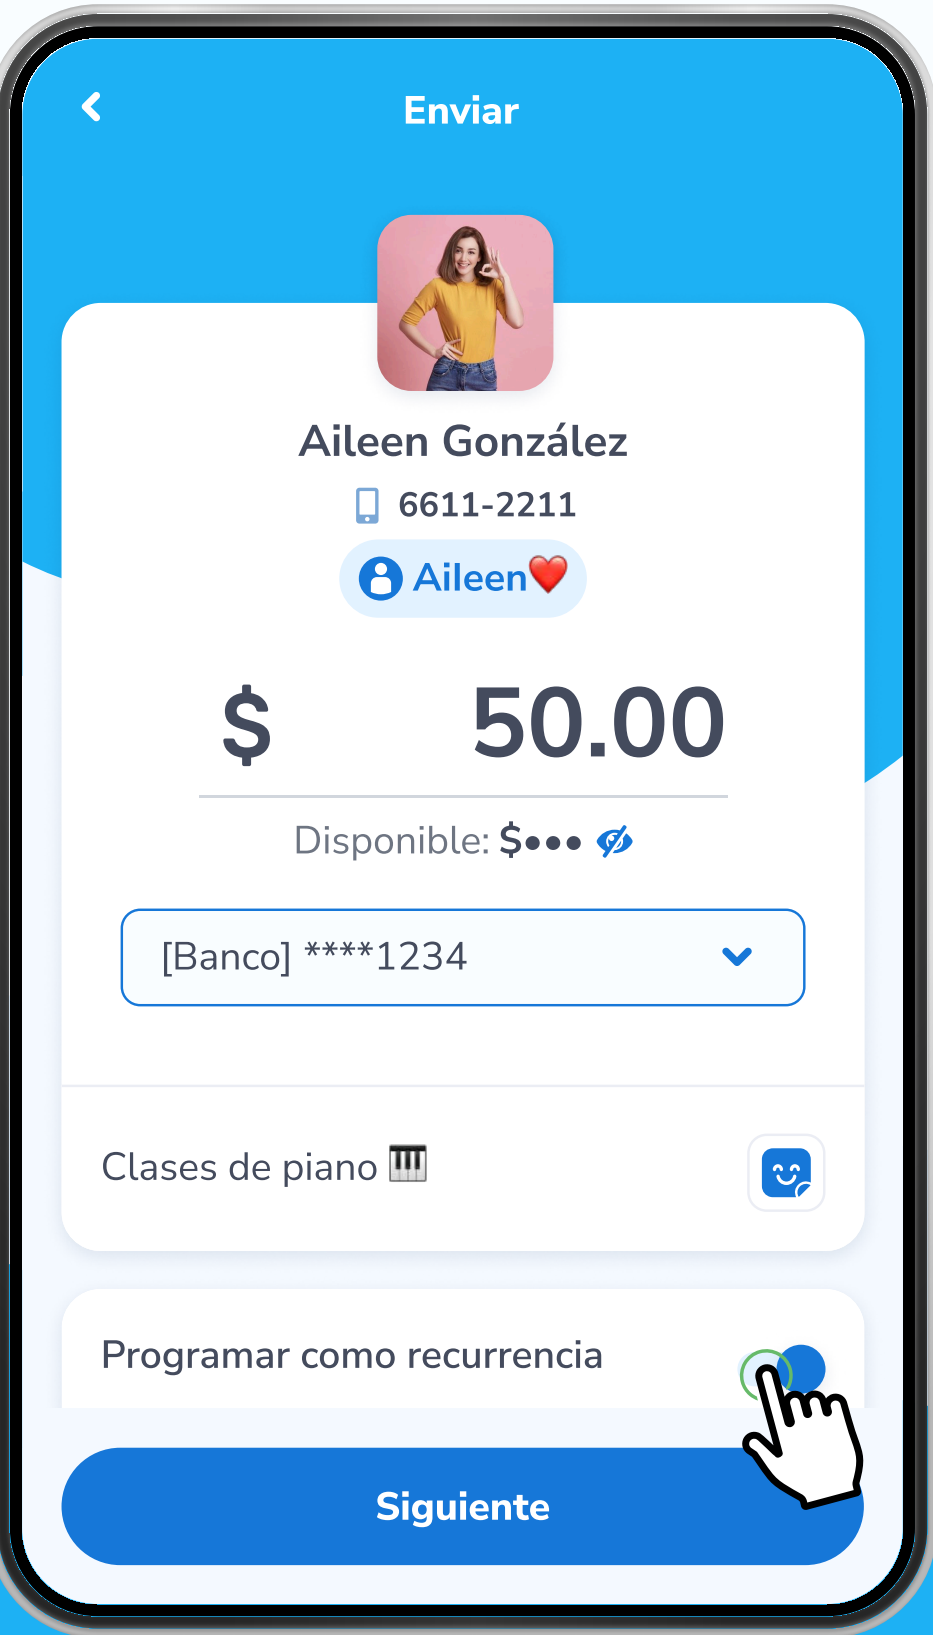 Enviar
Aileen González
6611-2211
Aileen❤️
$ 50.00
Disponible: $•••
[Banco] ****1234
Clases de piano 🎹
Programar como recurrencia
Siguiente